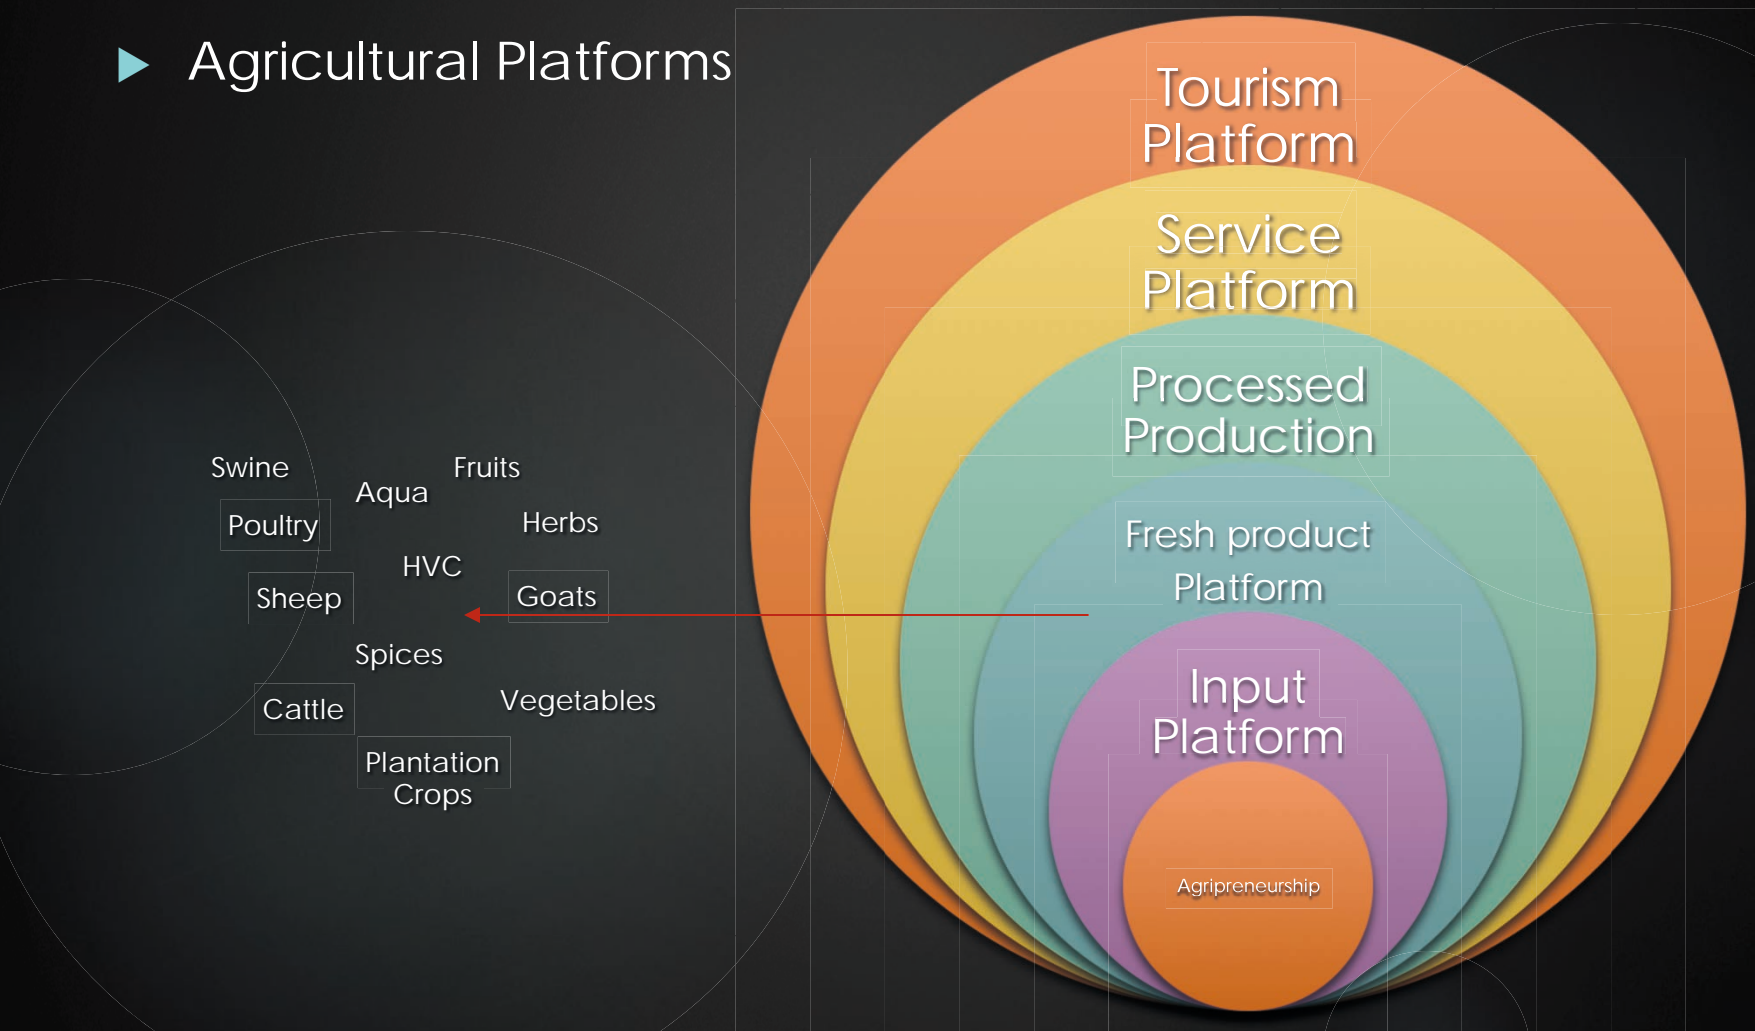 Agricultural Platforms
Tourism
Platform
Service
Platform
Processed
Production
Fresh product
Platform
Input
Platform
Agripreneurship
Swine
Fruits
Aqua
Poultry
Herbs
HVC
Sheep
Goats
Spices
Cattle
Vegetables
Plantation
Crops